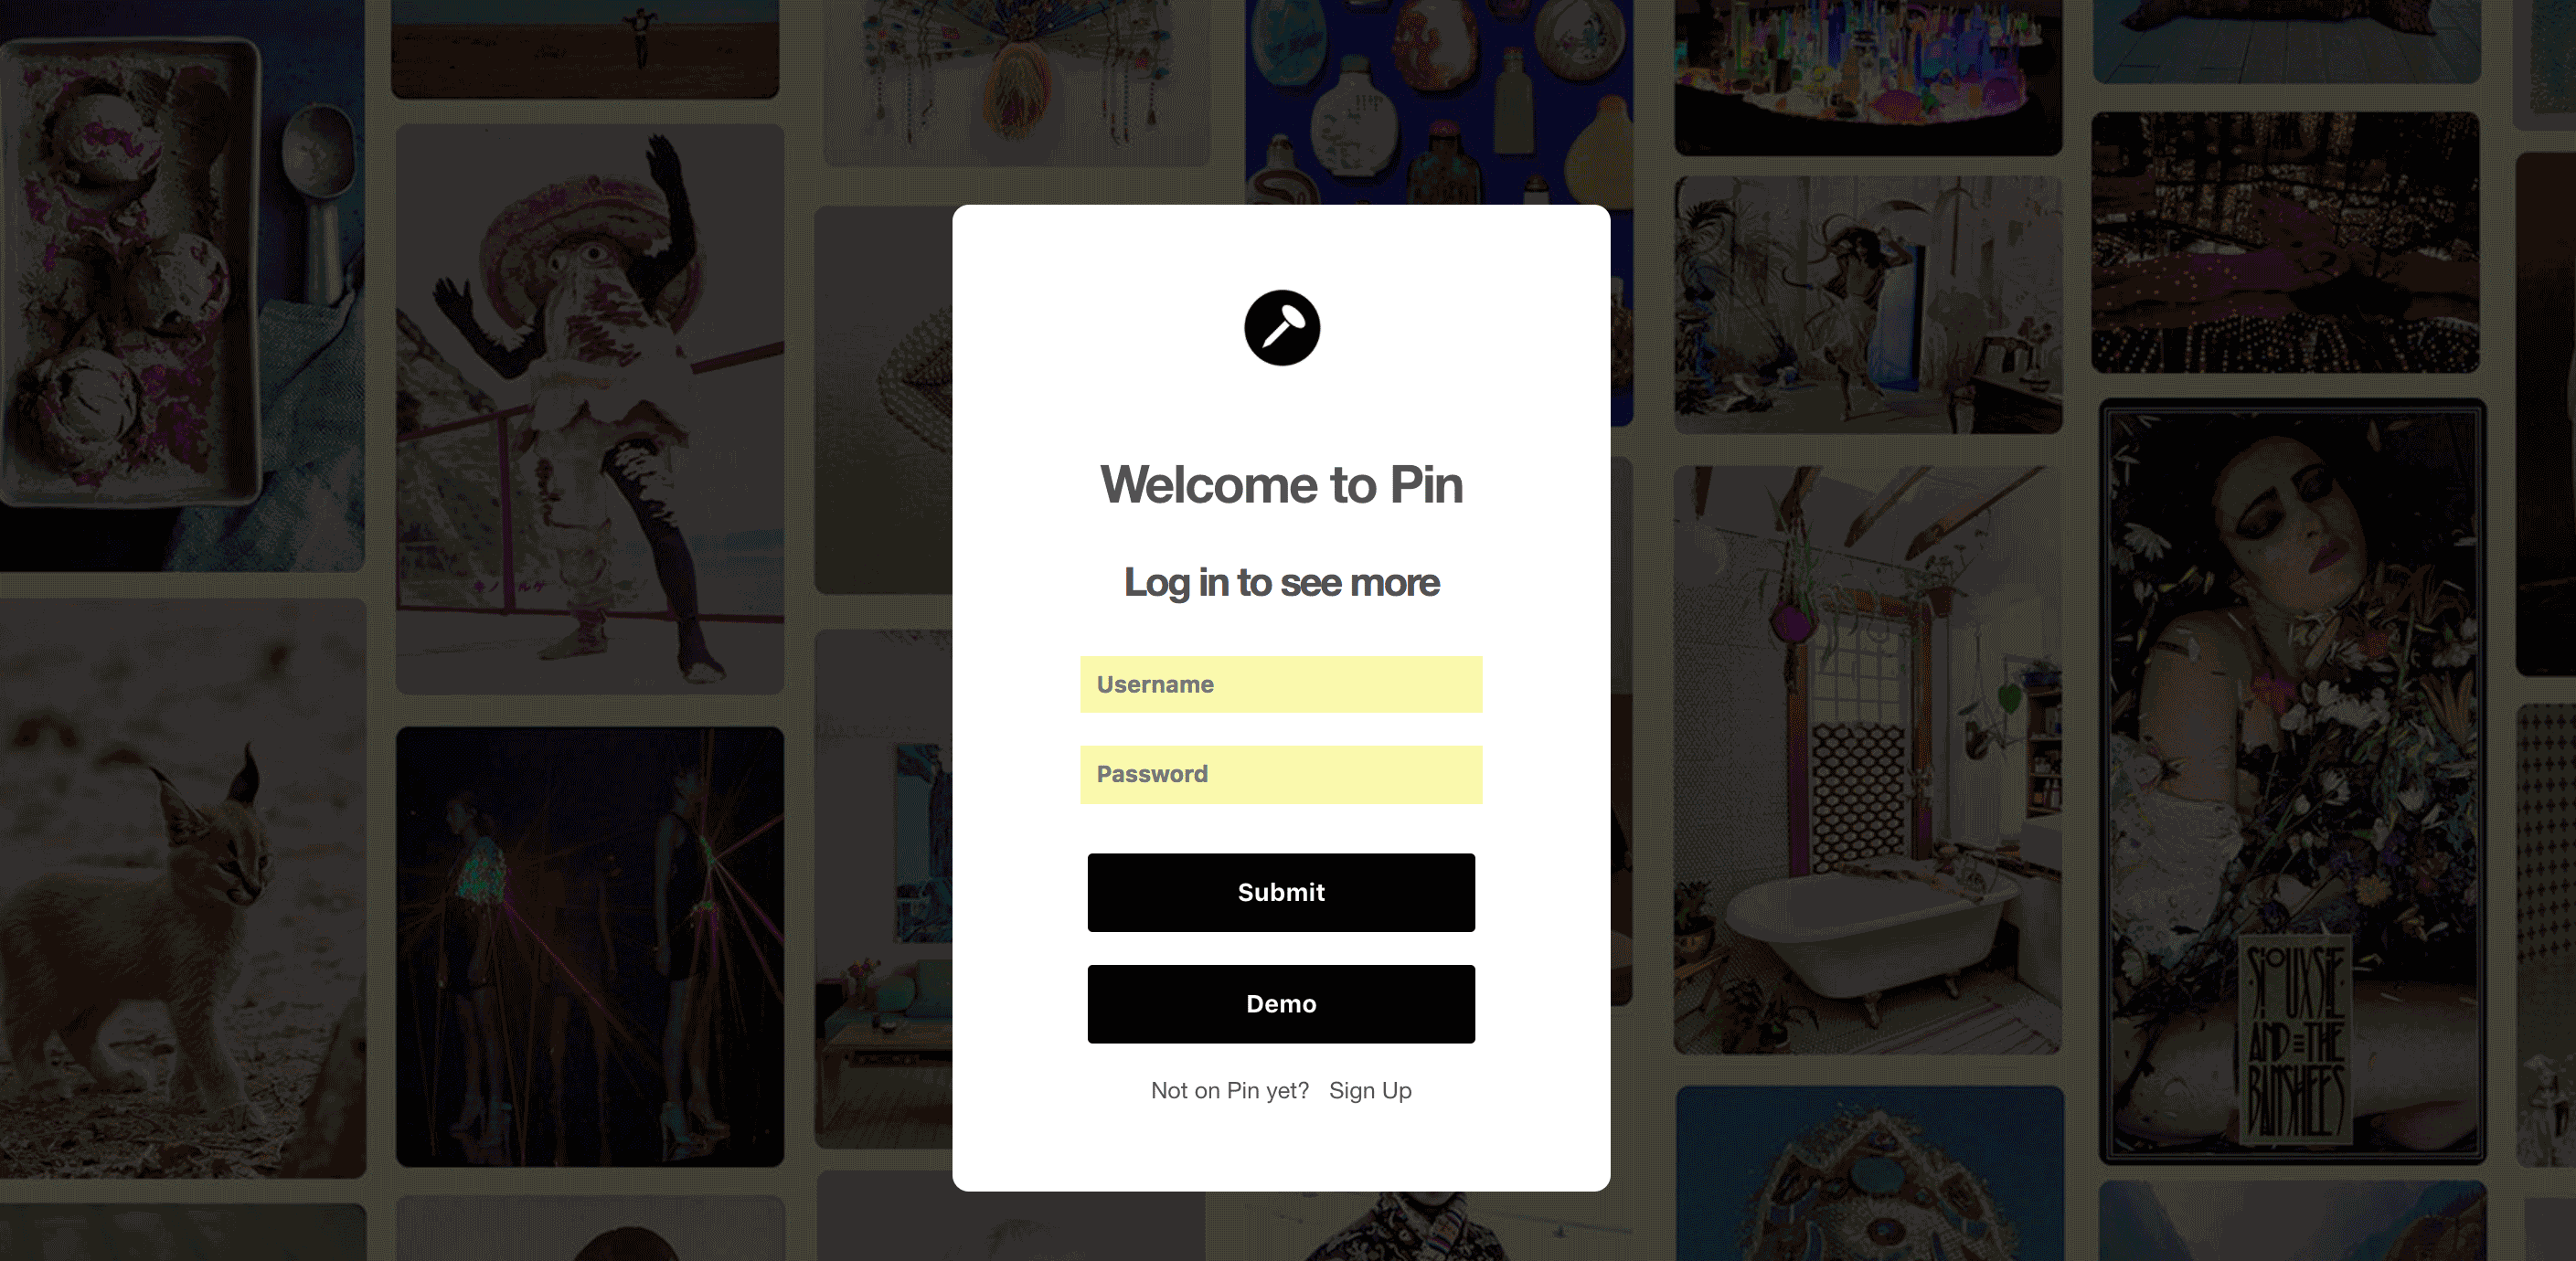 Welcome to Pin
Log in to see more
Username
Password
Submit
Demo
Not on Pin yet? Sign Up
SIOUXSIE
AND THE
BANSHEES